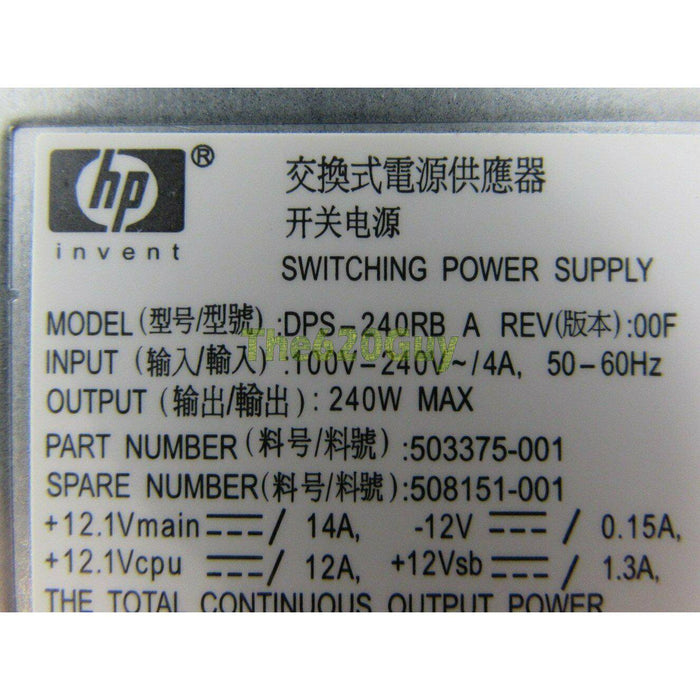 hp®
invent
交換式電源供應器
开关电源
SWITCHING POWER SUPPLY
MODEL (型号/型號) :DPS-240RB A REV(版本):00F
The620Guy
INPUT (输入/輸入) :100V-240V~/4A, 50-60Hz
OUTPUT (输出/輸出) : 240W MAX
PART NUMBER (料号/料號) :503375-001
SPARE NUMBER(料号/料號) :508151-001
+12.1Vmain ⎓/ 14A, -12V ⎓/ 0.15A,
+12.1Vcpu ⎓/ 12A, +12Vsb ⎓/ 1.3A,
THE TOTAL CONTINUOUS OUTPUT POWER